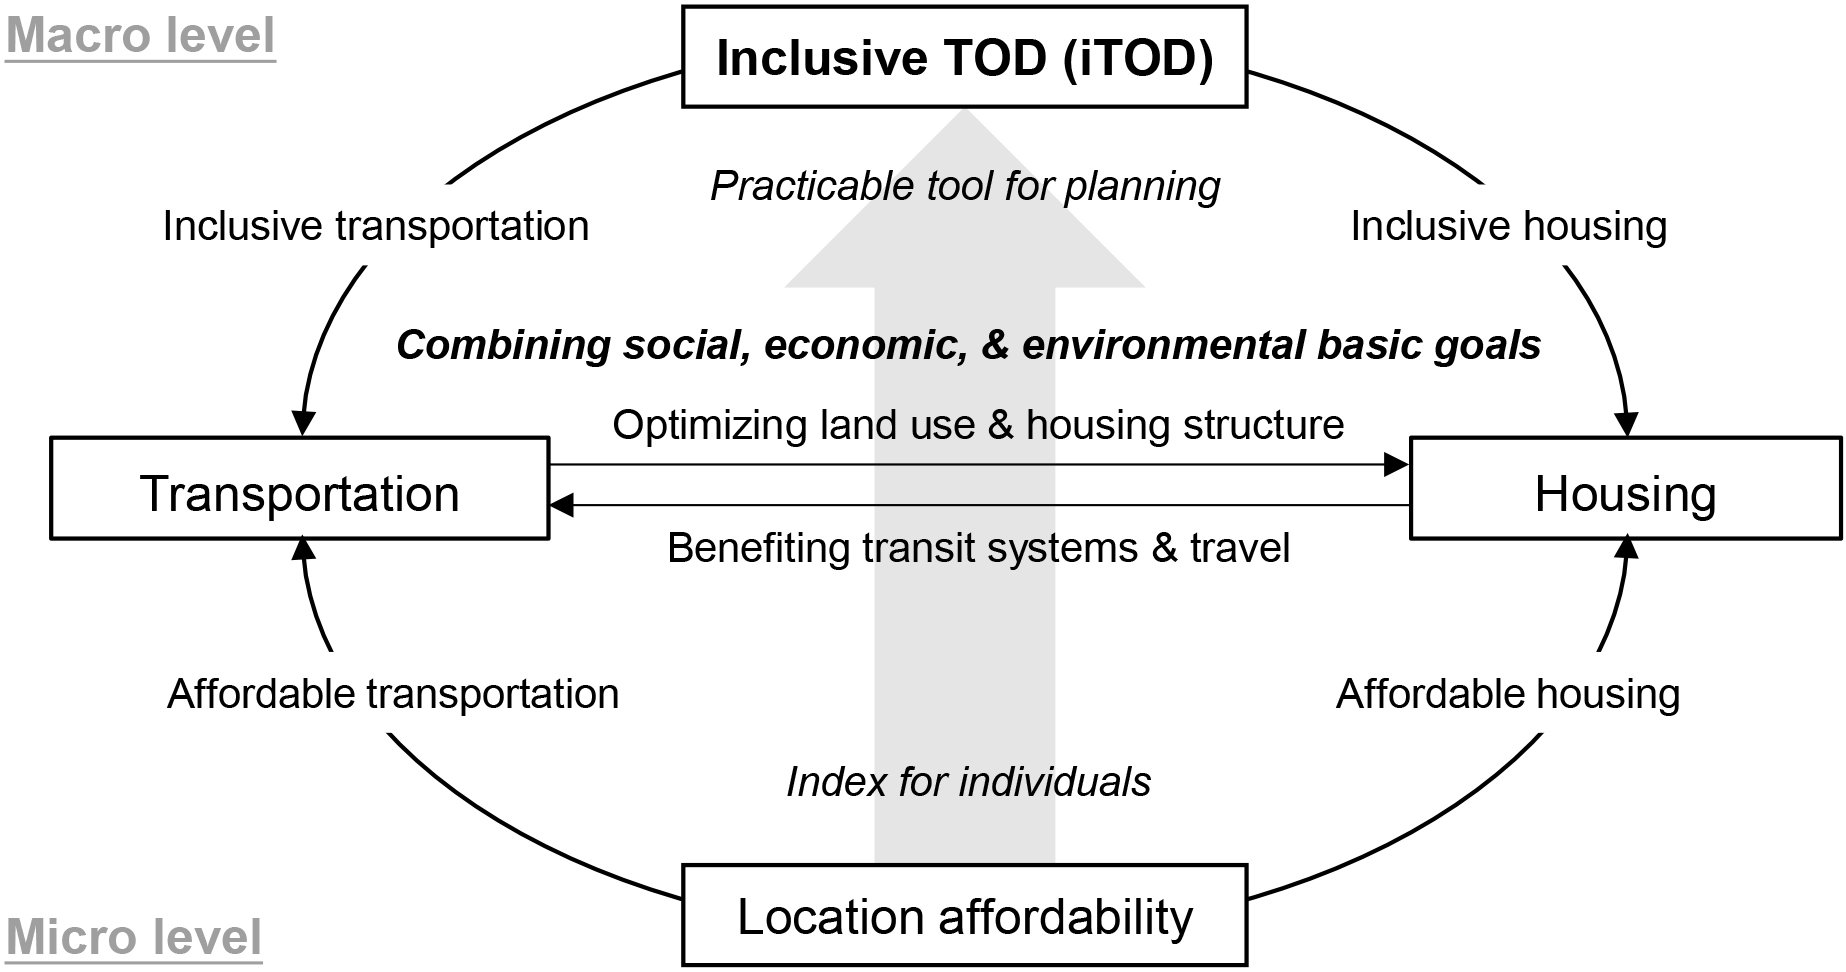 Macro level
Inclusive TOD (iTOD)
Practicable tool for planning
Inclusive transportation
Inclusive housing
Combining social, economic, & environmental basic goals
Optimizing land use & housing structure
Transportation
Housing
Benefiting transit systems & travel
Affordable transportation
Affordable housing
Index for individuals
Location affordability
Micro level